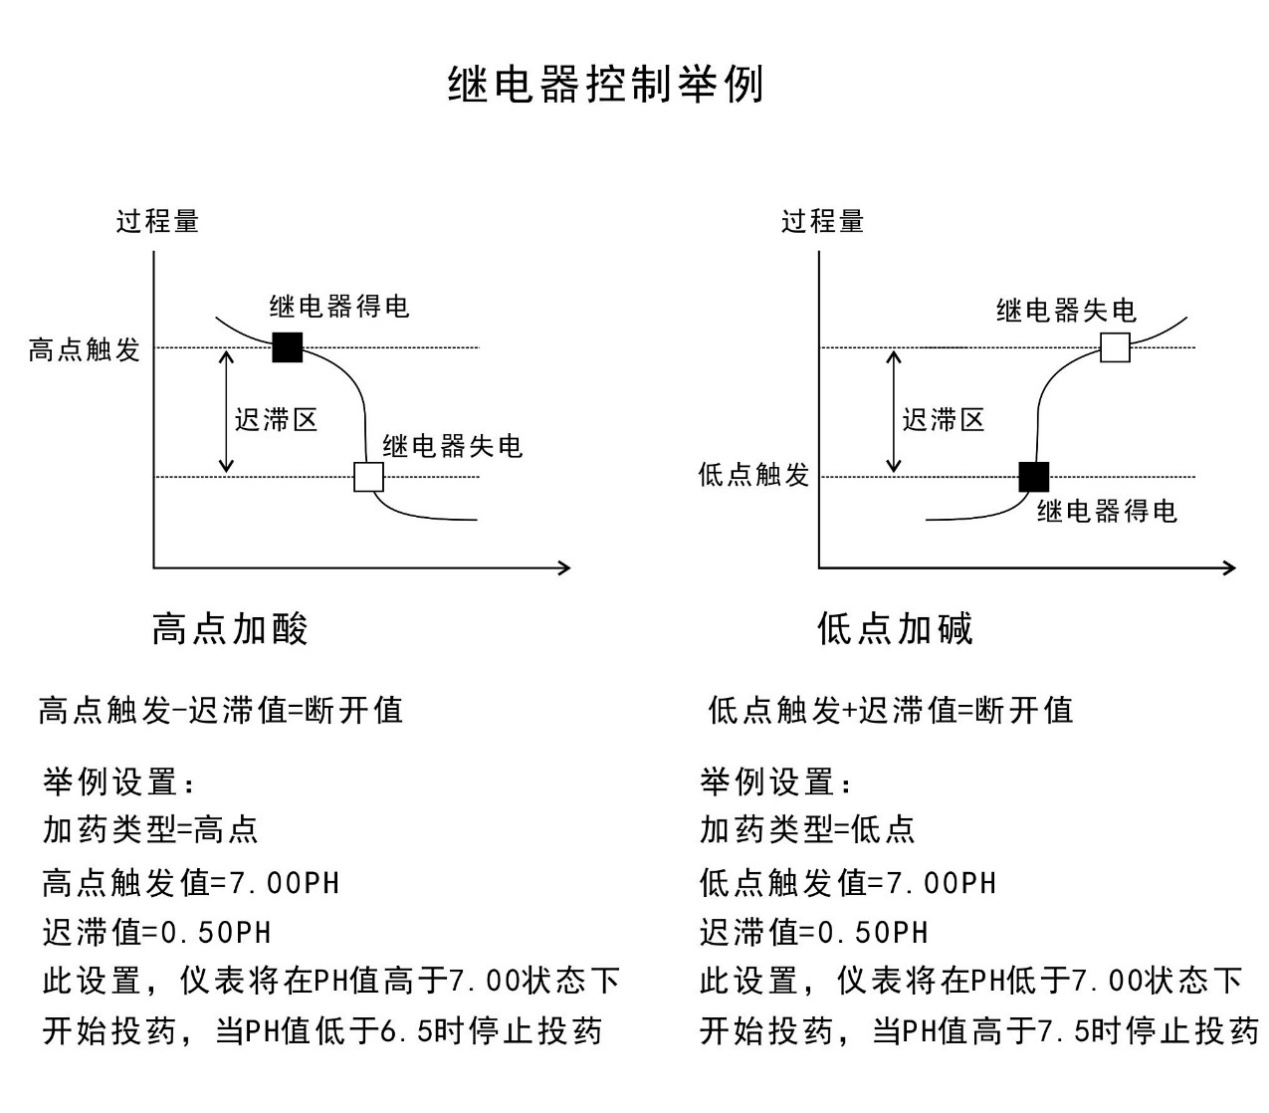 继电器控制举例
过程量
继电器得电
高点触发
迟滞区
继电器失电
高点加酸
高点触发-迟滞值=断开值
举例设置：
加药类型=高点
高点触发值=7.00PH
迟滞值=0.50PH
此设置，仪表将在PH值高于7.00状态下
开始投药，当PH值低于6.5时停止投药
过程量
继电器失电
迟滞区
低点触发
继电器得电
低点加碱
低点触发+迟滞值=断开值
举例设置：
加药类型=低点
低点触发值=7.00PH
迟滞值=0.50PH
此设置，仪表将在PH低于7.00状态下
开始投药，当PH值高于7.5时停止投药